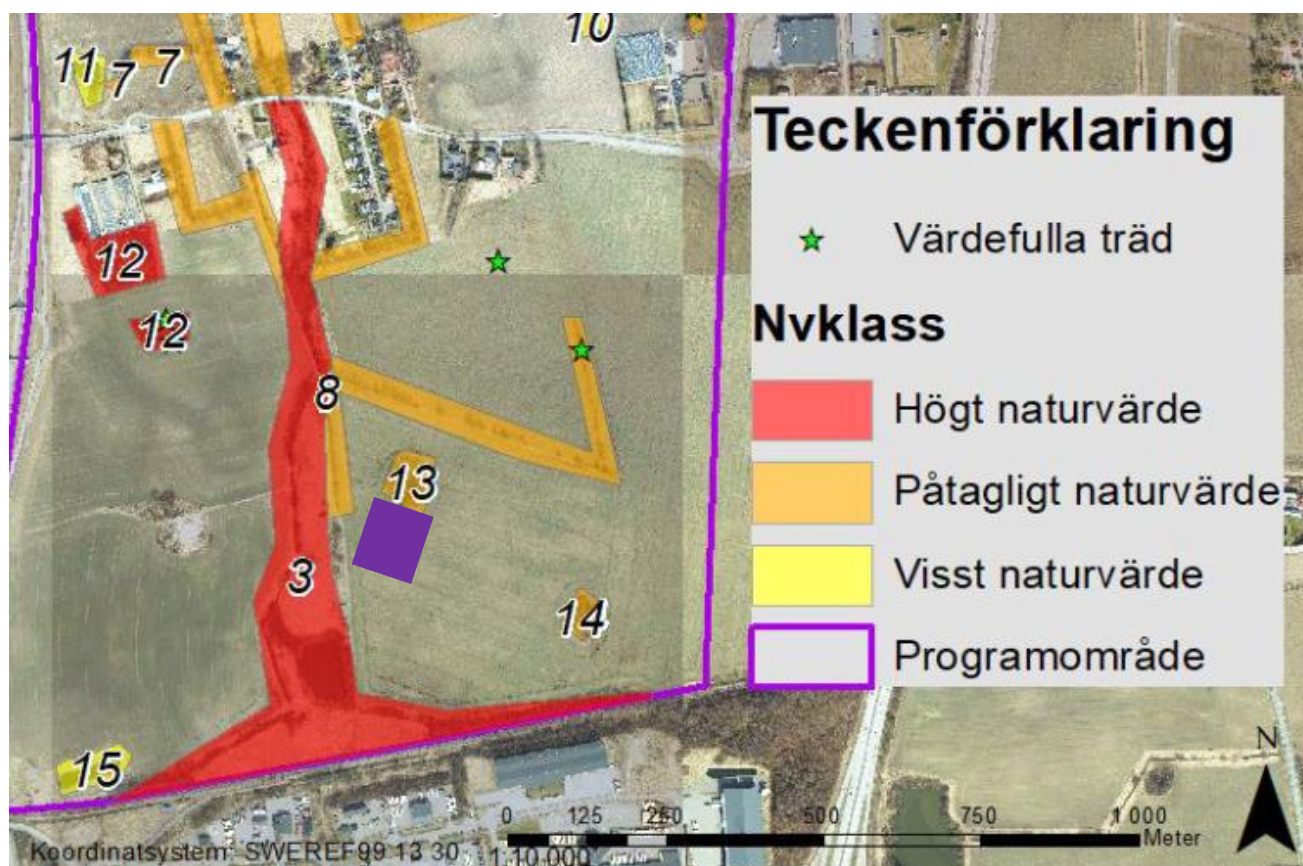 10
11
7
7
Teckenförklaring
Värdefulla träd
12
Nvklass
12
8
Högt naturvärde
13
Påtagligt naturvärde
3
Visst naturvärde
14
Programområde
15
N
0 125 250 500 750 1 000
Meter
Koordinatsystem: SWEREF99 13 30
1:10 000